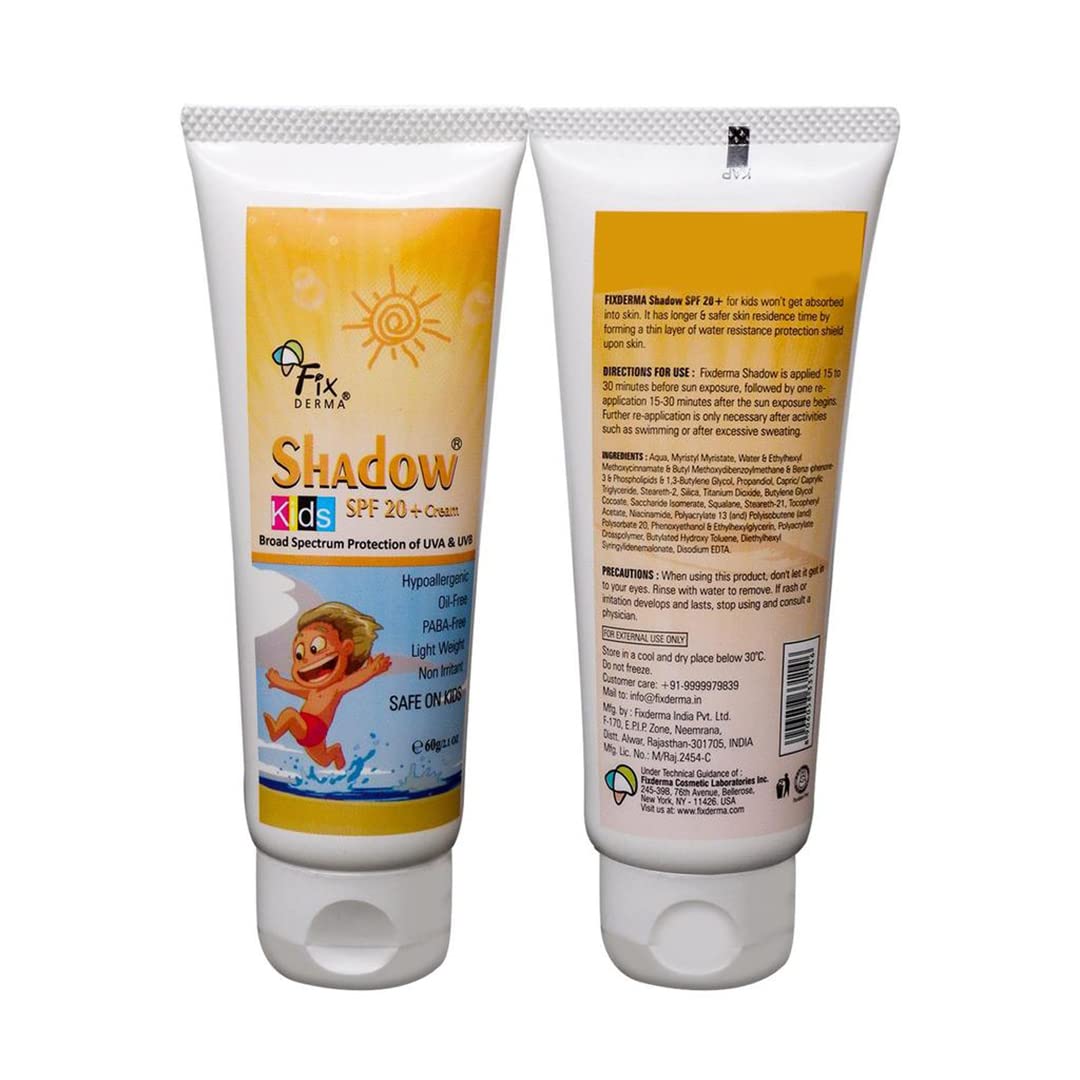 Fix
DERMA®
SHADOW®
Kids SPF 20+ Cream
Broad Spectrum Protection of UVA & UVB
Hypoallergenic
Oil-Free
PABA-Free
Light Weight
Non Irritant
SAFE ON KIDS
℮ 60g/2.1 OZ
KAP
FIXDERMA Shadow SPF 20+ for kids won't get absorbed
into skin. It has longer & safer skin residence time by
forming a thin layer of water resistance protection shield
upon skin.
DIRECTIONS FOR USE : Fixderma Shadow is applied 15 to
30 minutes before sun exposure, followed by one re-
application 15-30 minutes after the sun exposure begins.
Further re-application is only necessary after activities
such as swimming or after excessive sweating.
INGREDIENTS : Aqua, Myristyl Myristate, Water & Ethylhexyl
Methoxycinnamate & Butyl Methoxydibenzoylmethane & Benzophenone-
3 & Phospholipids & 1,3-Butylene Glycol, Propandiol, Capric/ Caprylic
Triglyceride, Steareth-2, Silica, Titanium Dioxide, Butylene Glycol
Cocoate, Saccharide Isomerate, Squalane, Steareth-21, Tocopheryl
Acetate, Niacinamide, Polyacrylate 13 (and) Polyisobutene (and)
Polysorbate 20, Phenoxyethanol & Ethylhexylglycerin, Polyacrylate
Crosspolymer, Butylated Hydroxy Toluene, Diethylhexyl
Syringylidenemalonate, Disodium EDTA.
PRECAUTIONS : When using this product, don't let it get in
to your eyes. Rinse with water to remove. If rash or
irritation develops and lasts, stop using and consult a
physician.
FOR EXTERNAL USE ONLY
Store in a cool and dry place below 30°C.
Do not freeze.
Customer care: +91-9999979839
Mail to: info@fixderma.in
Mfg. by : Fixderma India Pvt. Ltd.
F-170, E.P.I.P. Zone, Neemrana,
Distt. Alwar, Rajasthan-301705, INDIA
Mfg. Lic. No.: M/Raj.2454-C
Under Technical Guidance of :
Fixderma Cosmetic Laboratories Inc.
245-39B, 76th Avenue, Bellerose,
New York, NY - 11426. USA
Visit us at: www.fixderma.com